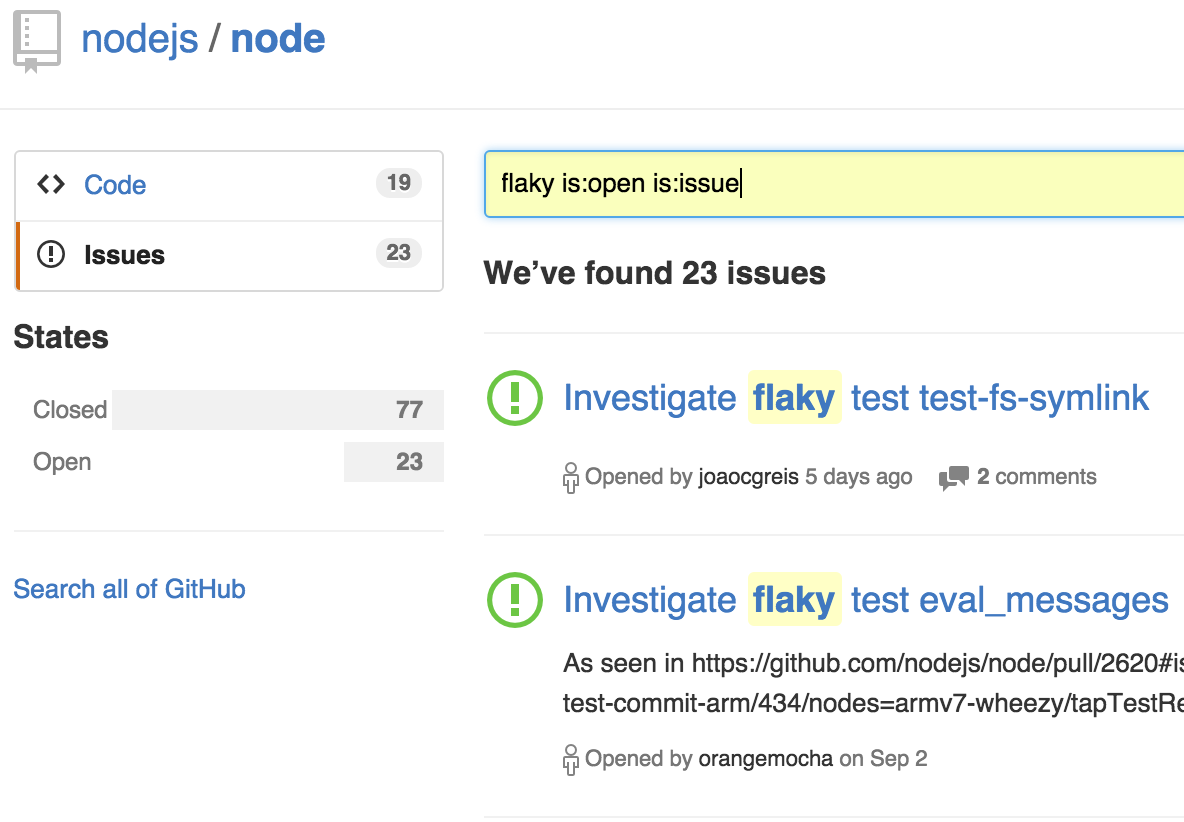 nodejs / node
Code 19
Issues 23
States
Closed 77
Open 23
Search all of GitHub
flaky is:open is:issue
We’ve found 23 issues
Investigate flaky test test-fs-symlink
Opened by joaocgreis 5 days ago 2 comments
Investigate flaky test eval_messages
As seen in https://github.com/nodejs/node/pull/2620#is
test-commit-arm/434/nodes=armv7-wheezy/tapTestRe
Opened by orangemocha on Sep 2